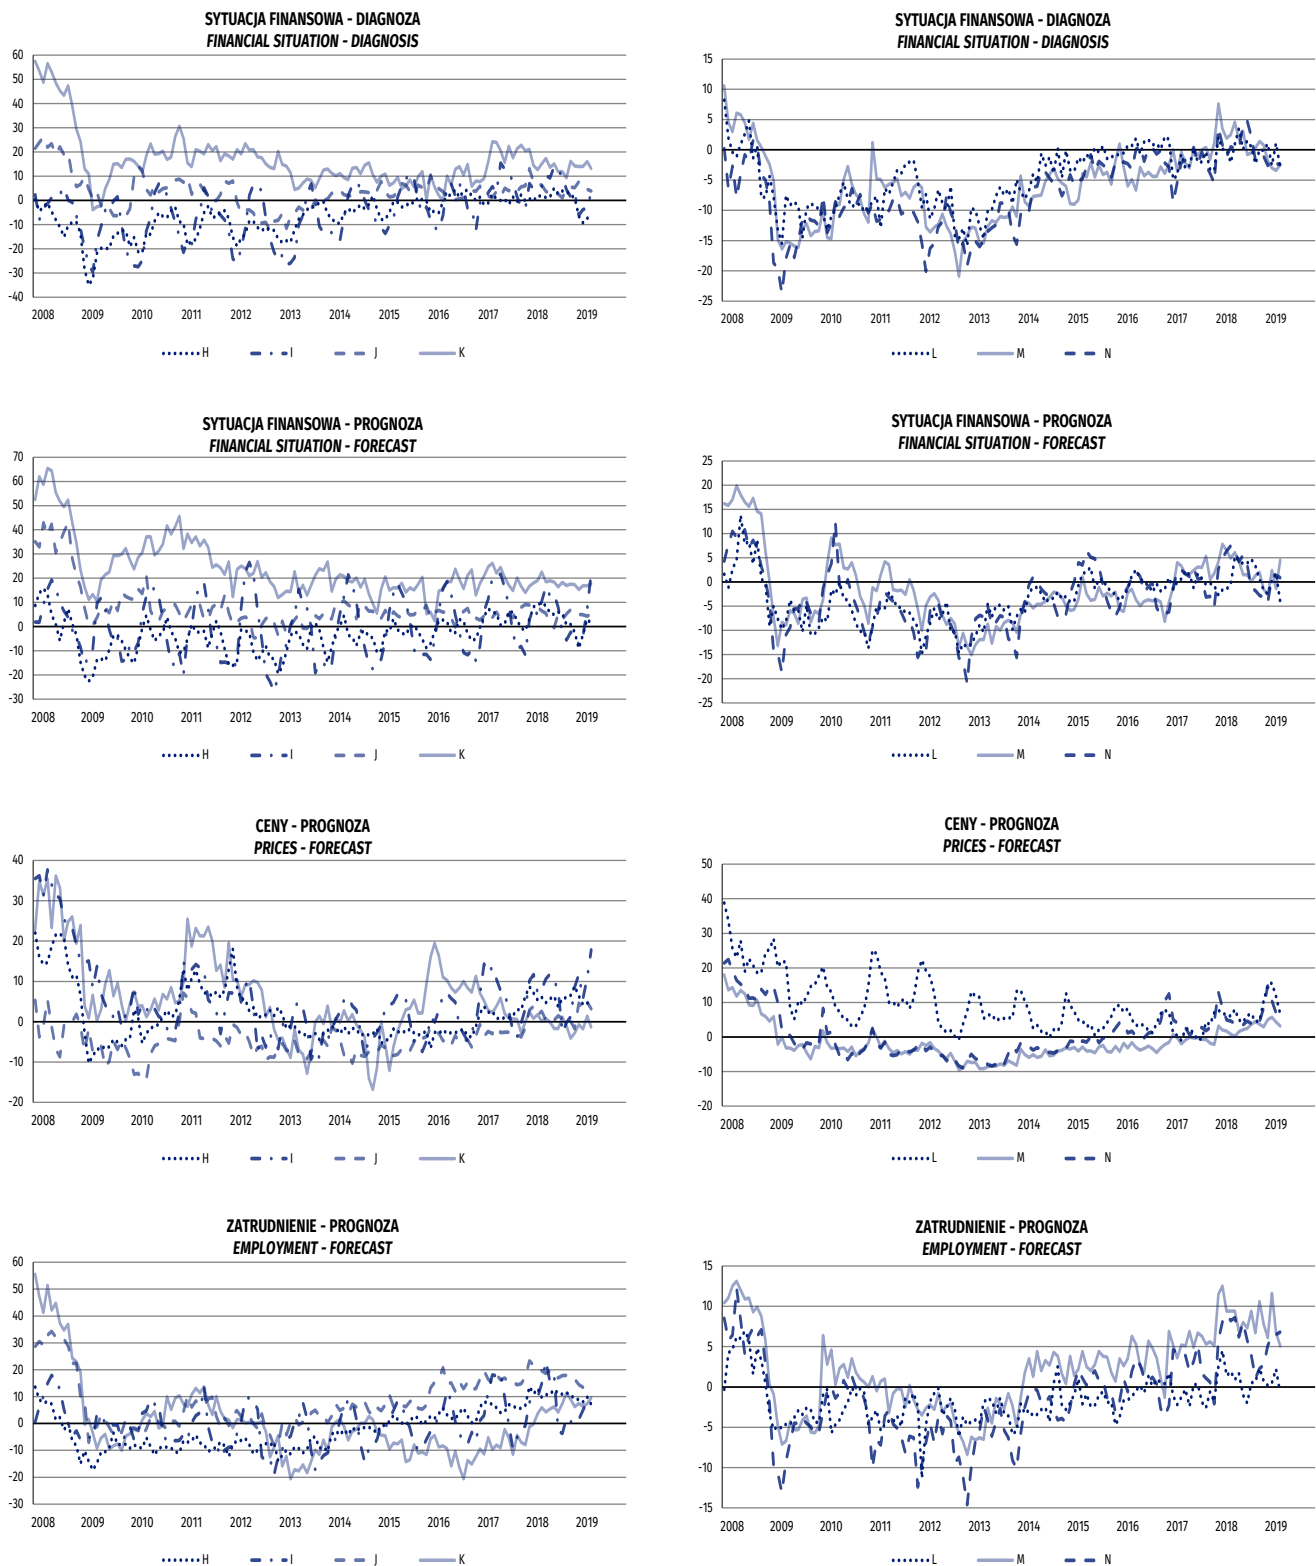 SYTUACJA FINANSOWA - DIAGNOZA
FINANCIAL SITUATION - DIAGNOSIS
60
50
40
30
20
10
0
-10
-20
-30
-40
2008 2009 2010 2011 2012 2013 2014 2015 2016 2017 2018 2019
H I J K
SYTUACJA FINANSOWA - DIAGNOZA
FINANCIAL SITUATION - DIAGNOSIS
15
10
5
0
-5
-10
-15
-20
-25
2008 2009 2010 2011 2012 2013 2014 2015 2016 2017 2018 2019
L M N
SYTUACJA FINANSOWA - PROGNOZA
FINANCIAL SITUATION - FORECAST
70
60
50
40
30
20
10
0
-10
-20
-30
2008 2009 2010 2011 2012 2013 2014 2015 2016 2017 2018 2019
H I J K
SYTUACJA FINANSOWA - PROGNOZA
FINANCIAL SITUATION - FORECAST
25
20
15
10
5
0
-5
-10
-15
-20
-25
2008 2009 2010 2011 2012 2013 2014 2015 2016 2017 2018 2019
L M N
CENY - PROGNOZA
PRICES - FORECAST
40
30
20
10
0
-10
-20
2008 2009 2010 2011 2012 2013 2014 2015 2016 2017 2018 2019
H I J K
CENY - PROGNOZA
PRICES - FORECAST
50
40
30
20
10
0
-10
-20
2008 2009 2010 2011 2012 2013 2014 2015 2016 2017 2018 2019
L M N
ZATRUDNIENIE - PROGNOZA
EMPLOYMENT - FORECAST
60
50
40
30
20
10
0
-10
-20
-30
2008 2009 2010 2011 2012 2013 2014 2015 2016 2017 2018 2019
H I J K
ZATRUDNIENIE - PROGNOZA
EMPLOYMENT - FORECAST
15
10
5
0
-5
-10
-15
2008 2009 2010 2011 2012 2013 2014 2015 2016 2017 2018 2019
L M N